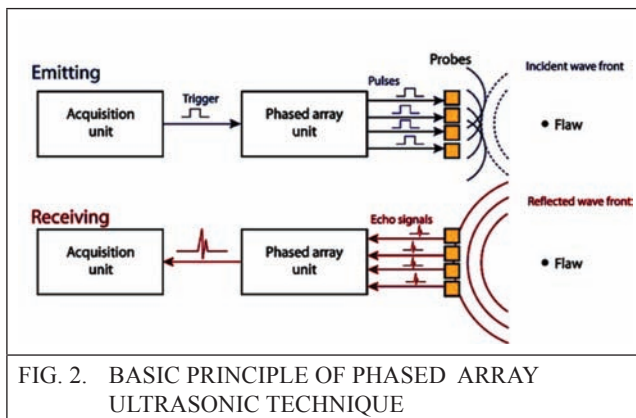 Emitting
Probes
Incident wave front
Acquisition
unit
Trigger
Phased array
unit
Pulses
Flaw
Receiving
Echo signals
Reflected wave front:
Acquisition
unit
Phased array
unit
Flaw
FIG. 2. BASIC PRINCIPLE OF PHASED ARRAY
ULTRASONIC TECHNIQUE